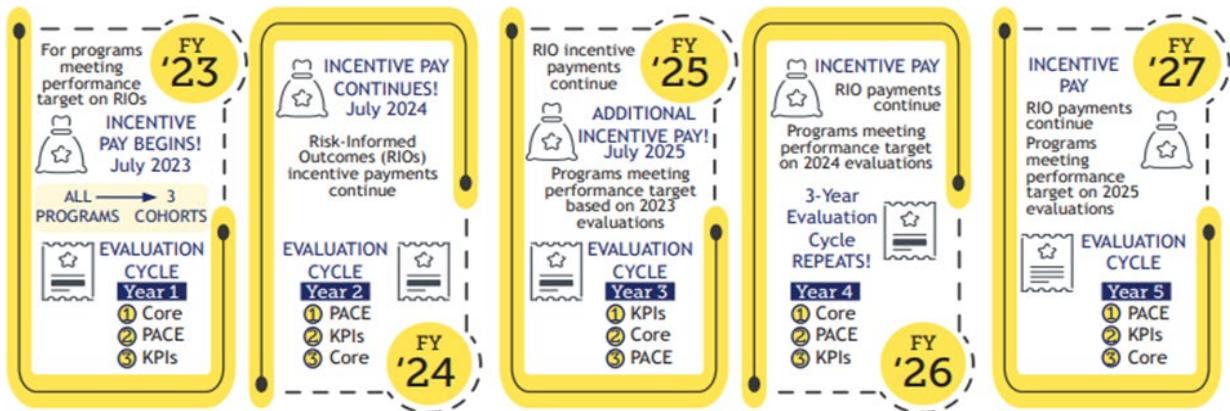 FY
'23
For programs
meeting
performance
target on RIOs
INCENTIVE
PAY BEGINS!
July 2023
ALL 3
PROGRAMS COHORTS
EVALUATION
CYCLE
Year 1
1 Core
2 PACE
3 KPIs
INCENTIVE PAY
CONTINUES!
July 2024
Risk-Informed
Outcomes (RIOs)
incentive payments
continue
EVALUATION
CYCLE
Year 2
1 PACE
2 KPIs
3 Core
FY
'24
FY
'25
RIO incentive
payments
continue
ADDITIONAL
INCENTIVE PAY!
July 2025
Programs meeting
performance target
based on 2023
evaluations
EVALUATION
CYCLE
Year 3
1 KPIs
2 Core
3 PACE
INCENTIVE PAY
RIO payments
continue
Programs meeting
performance target
on 2024 evaluations
3-Year
Evaluation
Cycle
REPEATS!
Year 4
1 Core
2 PACE
3 KPIs
FY
'26
FY
'27
INCENTIVE
PAY
RIO payments
continue
Programs
meeting
performance
target on 2025
evaluations
EVALUATION
CYCLE
Year 5
1 PACE
2 KPIs
3 Core